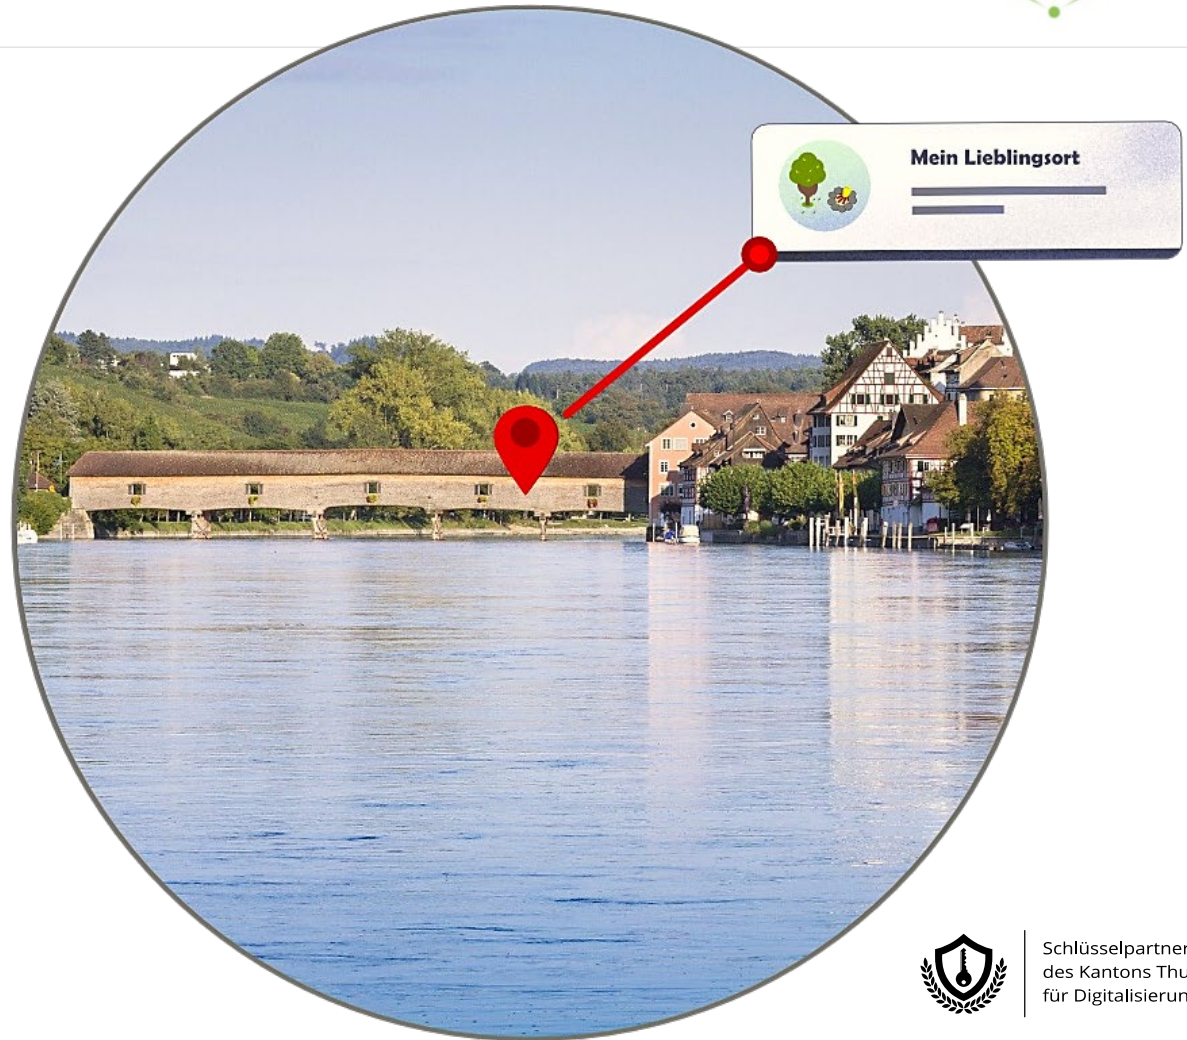 Mein Lieblingsort
Schlüsselpartner
des Kantons Thu
für Digitalisierun